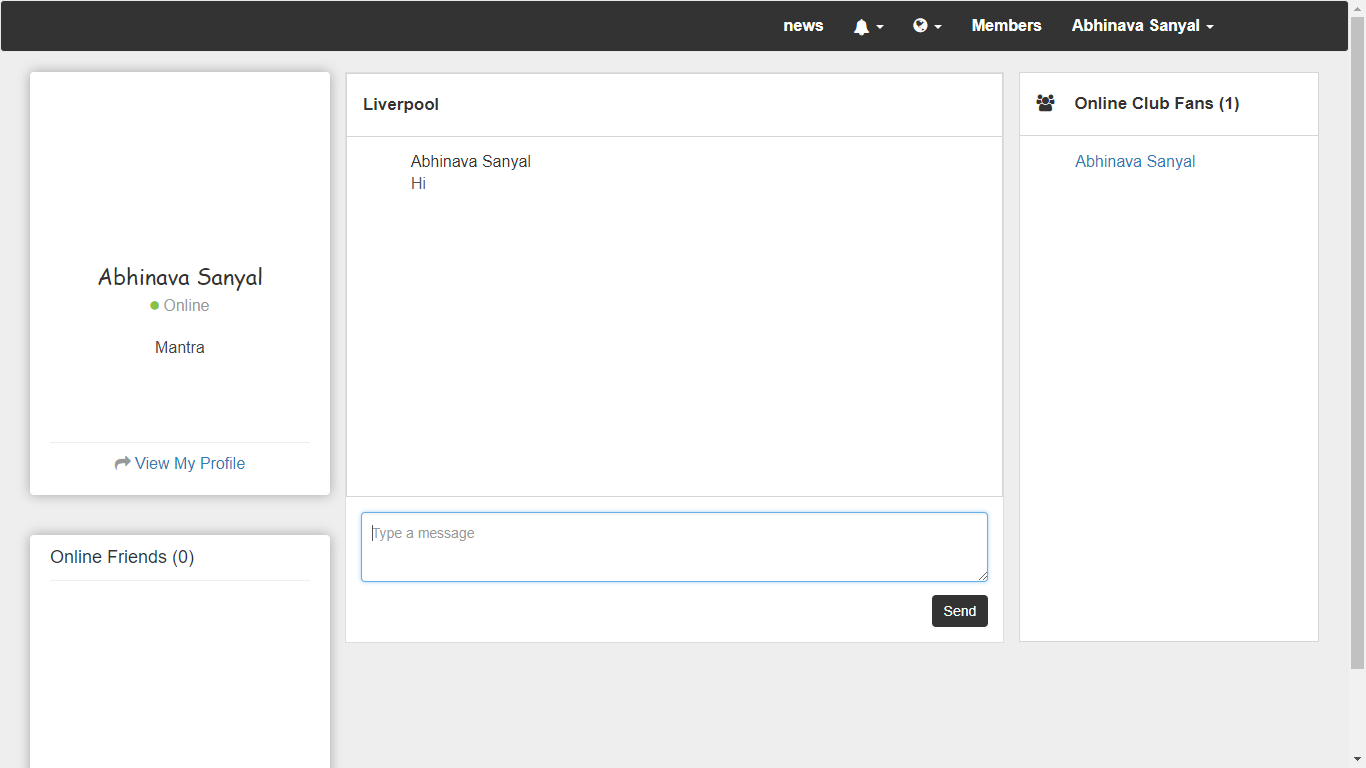 news
Members
Abhinava Sanyal
Abhinava Sanyal
Online
Mantra
View My Profile
Online Friends (0)
Liverpool
Abhinava Sanyal
Hi
Type a message
Send
Online Club Fans (1)
Abhinava Sanyal